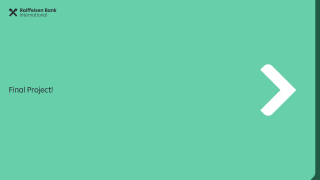 Raiffeisen Bank
International
Final Project!